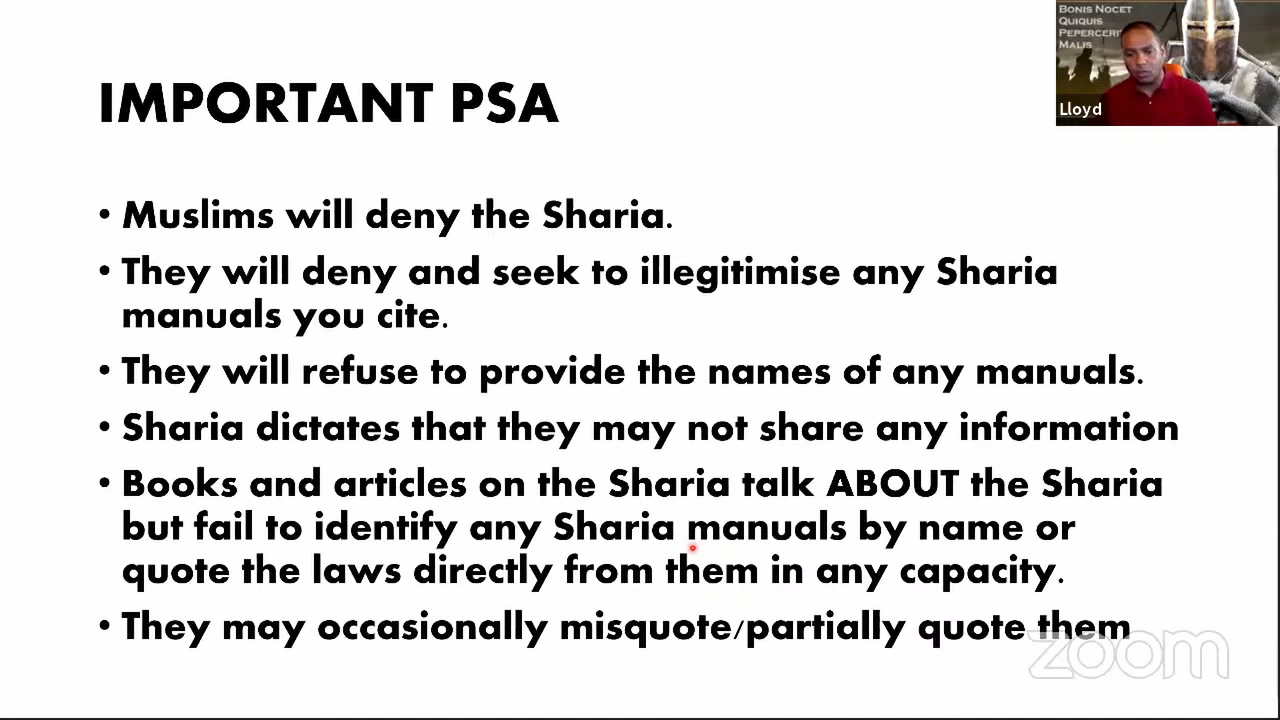 BONIS NOCET
QUIQUIS
PEPERCERIT
MALIS
Lloyd
IMPORTANT PSA
• Muslims will deny the Sharia.
• They will deny and seek to illegitimise any Sharia
manuals you cite.
• They will refuse to provide the names of any manuals.
• Sharia dictates that they may not share any information
• Books and articles on the Sharia talk ABOUT the Sharia
but fail to identify any Sharia manuals by name or
quote the laws directly from them in any capacity.
• They may occasionally misquote/partially quote them
zoom